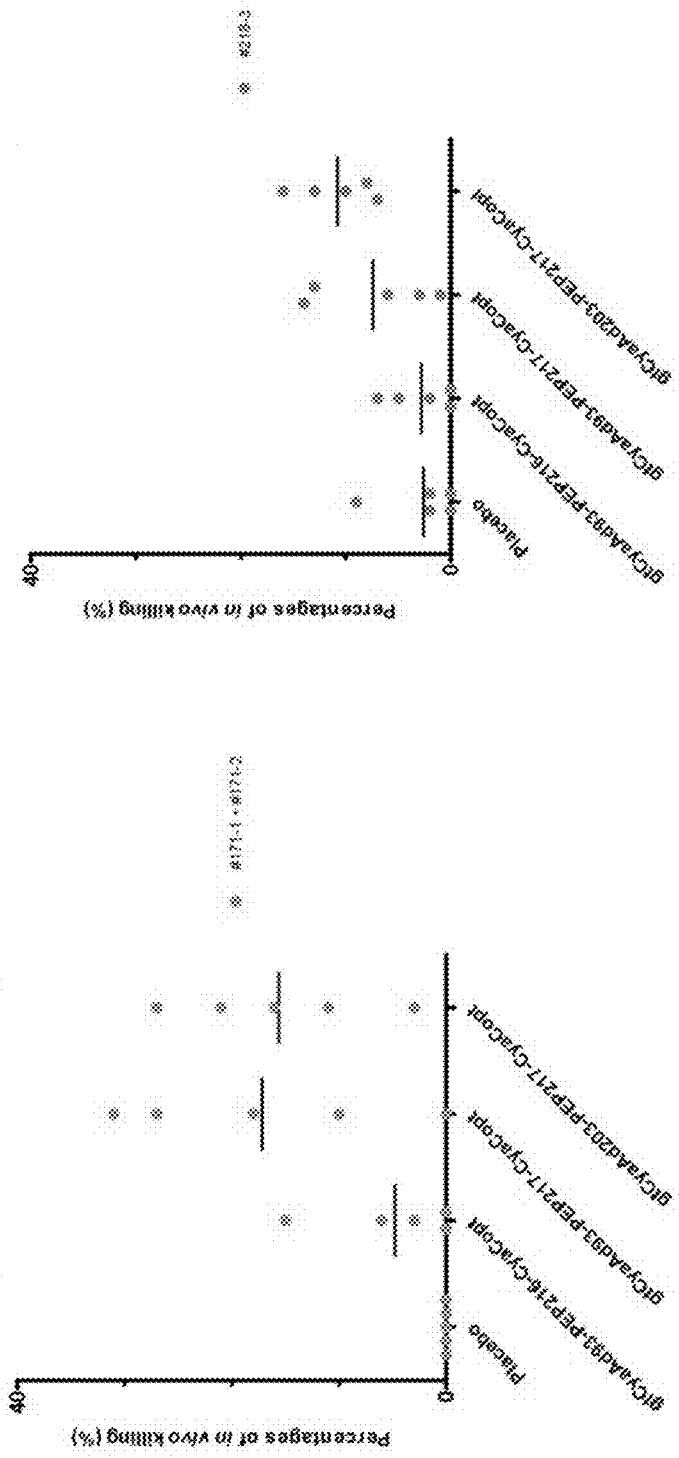 Percentages of in vivo killing (%)
40
0
Placebo
gtCyaAd93-PEP216-CyaCopt
gtCyaAd93-PEP217-CyaCopt
gtCyaAd203-PEP217-CyaCopt
#171-1 + #171-2
Percentages of in vivo killing (%)
40
0
Placebo
gtCyaAd93-PEP216-CyaCopt
gtCyaAd93-PEP217-CyaCopt
gtCyaAd203-PEP217-CyaCopt
#216-3